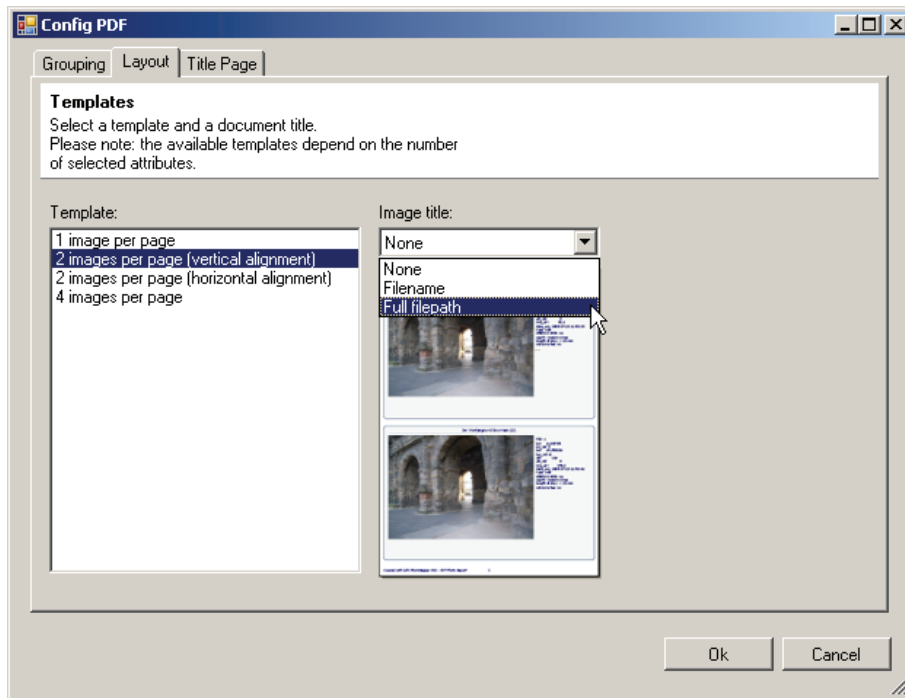 Config PDF
Grouping
Layout
Title Page
Templates
Select a template and a document title.
Please note: the available templates depend on the number
of selected attributes.
Template:
Image title:
1 image per page
2 images per page (vertical alignment)
2 images per page (horizontal alignment)
4 images per page
None
None
Filename
Full filepath
Ok
Cancel